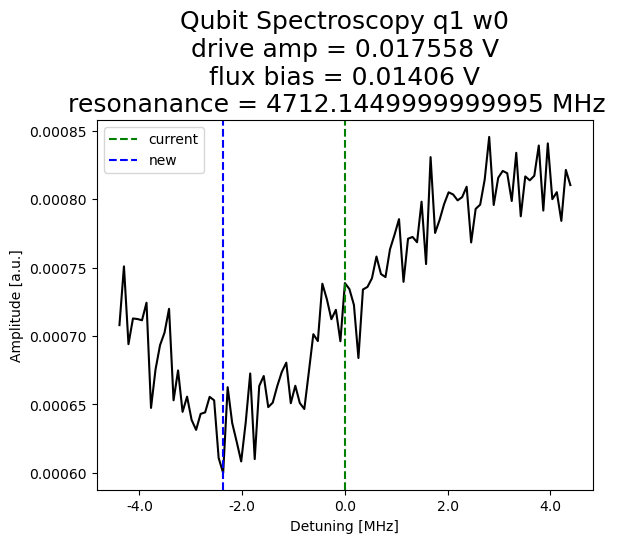 Qubit Spectroscopy q1 w0
drive amp = 0.017558 V
flux bias = 0.01406 V
resonanance = 4712.1449999999995 MHz
current
new
0.00085
0.00080
0.00075
0.00070
0.00065
0.00060
Amplitude [a.u.]
-4.0 -2.0 0.0 2.0 4.0
Detuning [MHz]